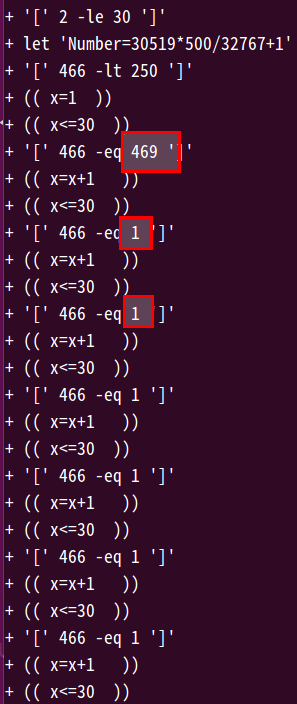 + '[' 2 -le 30 ']'
+ let 'Number=30519*500/32767+1'
+ '[' 466 -lt 250 ']'
+ (( x=1  ))
+ (( x<=30  ))
+ '[' 466 -eq 469 ']'
+ (( x=x+1   ))
+ (( x<=30  ))
+ '[' 466 -eq 1 ']'
+ (( x=x+1   ))
+ (( x<=30  ))
+ '[' 466 -eq 1 ']'
+ (( x=x+1   ))
+ (( x<=30  ))
+ '[' 466 -eq 1 ']'
+ (( x=x+1   ))
+ (( x<=30  ))
+ '[' 466 -eq 1 ']'
+ (( x=x+1   ))
+ (( x<=30  ))
+ '[' 466 -eq 1 ']'
+ (( x=x+1   ))
+ (( x<=30  ))
+ '[' 466 -eq 1 ']'
+ (( x=x+1   ))
+ (( x<=30  ))